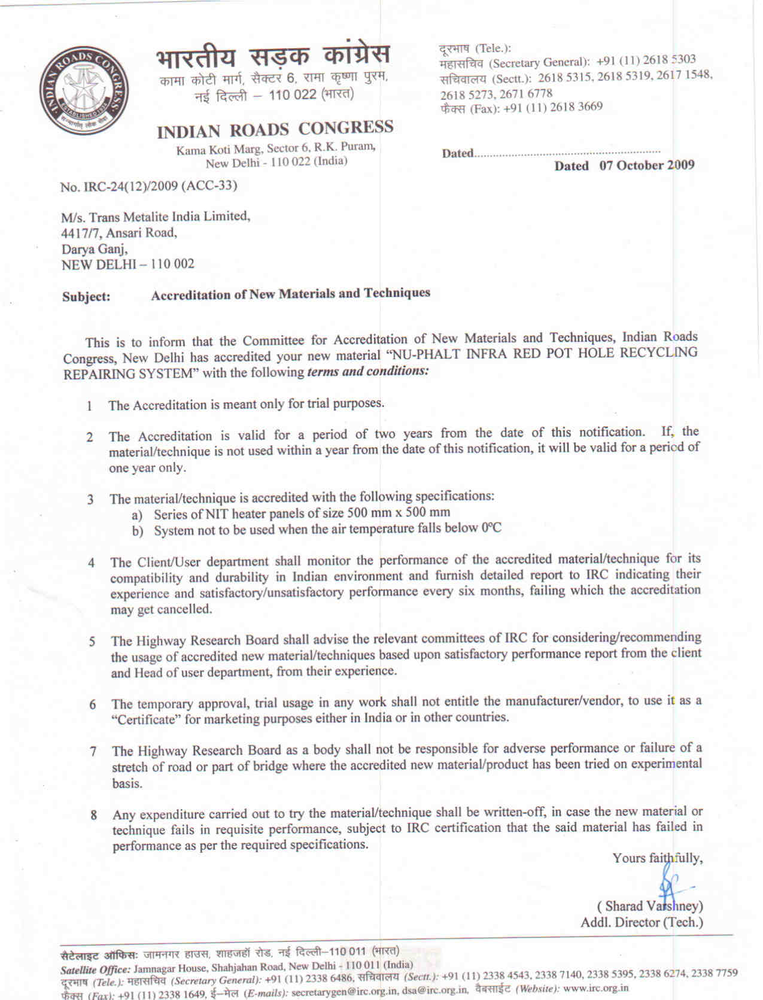 INDIAN ROADS CONGRESS
ESTABLISHED 1934
भारतीय सड़क कांग्रेस
कामा कोटी मार्ग, सैक्टर 6, रामा कृष्णा पुरम,
नई दिल्ली – 110 022 (भारत)
INDIAN ROADS CONGRESS
Kama Koti Marg, Sector 6, R.K. Puram,
New Delhi - 110 022 (India)
दूरभाष (Tele.):
महासचिव (Secretary General): +91 (11) 2618 5303
सचिवालय (Sectt.): 2618 5315, 2618 5319, 2617 1548,
2618 5273, 2671 6778
फैक्स (Fax): +91 (11) 2618 3669
Dated............................................................
Dated 07 October 2009
No. IRC-24(12)/2009 (ACC-33)
M/s. Trans Metalite India Limited,
4417/7, Ansari Road,
Darya Ganj,
NEW DELHI – 110 002
Subject: Accreditation of New Materials and Techniques
This is to inform that the Committee for Accreditation of New Materials and Techniques, Indian Roads
Congress, New Delhi has accredited your new material “NU-PHALT INFRA RED POT HOLE RECYCLING
REPAIRING SYSTEM” with the following terms and conditions:
1 The Accreditation is meant only for trial purposes.
2 The Accreditation is valid for a period of two years from the date of this notification. If, the
material/technique is not used within a year from the date of this notification, it will be valid for a period of
one year only.
3 The material/technique is accredited with the following specifications:
a) Series of NIT heater panels of size 500 mm x 500 mm
b) System not to be used when the air temperature falls below 0ºC
4 The Client/User department shall monitor the performance of the accredited material/technique for its
compatibility and durability in Indian environment and furnish detailed report to IRC indicating their
experience and satisfactory/unsatisfactory performance every six months, failing which the accreditation
may get cancelled.
5 The Highway Research Board shall advise the relevant committees of IRC for considering/recommending
the usage of accredited new material/techniques based upon satisfactory performance report from the client
and Head of user department, from their experience.
6 The temporary approval, trial usage in any work shall not entitle the manufacturer/vendor, to use it as a
“Certificate” for marketing purposes either in India or in other countries.
7 The Highway Research Board as a body shall not be responsible for adverse performance or failure of a
stretch of road or part of bridge where the accredited new material/product has been tried on experimental
basis.
8 Any expenditure carried out to try the material/technique shall be written-off, in case the new material or
technique fails in requisite performance, subject to IRC certification that the said material has failed in
performance as per the required specifications.
Yours faithfully,
( Sharad Varshney)
Addl. Director (Tech.)
सैटेलाइट ऑफिस: जामनगर हाउस, शाहजहाँ रोड, नई दिल्ली–110 011 (भारत)
Satellite Office: Jamnagar House, Shahjahan Road, New Delhi - 110 011 (India)
दूरभाष (Tele.): महासचिव (Secretary General): +91 (11) 2338 6486, सचिवालय (Sectt.): +91 (11) 2338 4543, 2338 7140, 2338 5395, 2338 6274, 2338 7759
फैक्स (Fax): +91 (11) 2338 1649, ई–मेल (E-mails): secretarygen@irc.org.in, dsa@irc.org.in, वैबसाईट (Website): www.irc.org.in